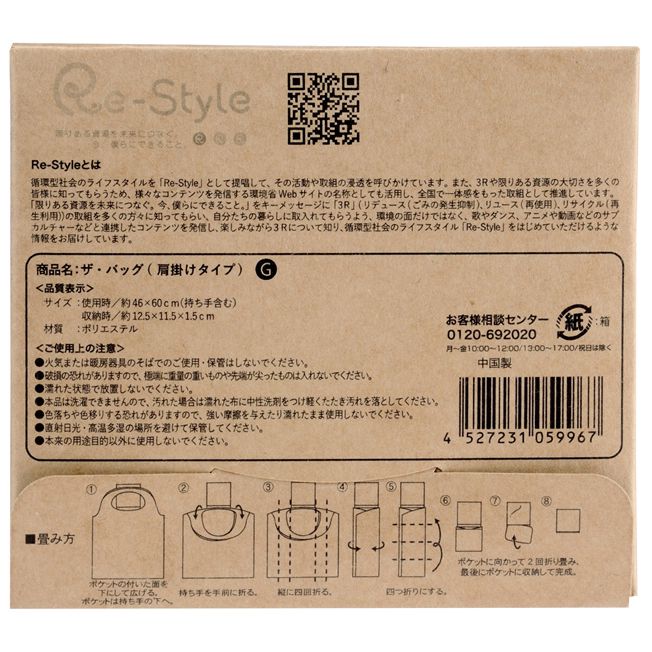 Re-Style
限りある資源を未来につなぐ。
今、僕らにできること。
Re-Styleとは
循環型社会のライフスタイルを「Re-Style」として提唱して、その活動や取組の浸透を呼びかけています。また、3Rや限りある資源の大切さを多くの
皆様に知ってもらうため、様々なコンテンツを発信する環境省Webサイトの名称としても活用し、全国で一体感をもった取組として推進しています。
「限りある資源を未来につなぐ。今、僕らにできること。」をキーメッセージに「3R」(リデュース(ごみの発生抑制)、リユース(再使用)、リサイクル(再
生利用))の取組を多くの方々に知ってもらい、自分たちの暮らしに取入れてもらうよう、環境の面だけではなく、歌やダンス、アニメや動画などのサブ
カルチャーなどと連携したコンテンツを発信し、楽しみながら3Rについて知り、循環型社会のライフスタイル「Re-Style」をはじめていただけるような
情報をお届けしています。
商品名:ザ・バッグ(肩掛けタイプ) G
<品質表示>
サイズ:使用時/約46×60cm(持ち手含む)
収納時/約12.5×11.5×1.5cm
材質:ポリエステル
<ご使用上の注意>
●火気または暖房器具のそばでのご使用・保管はしないでください。
●破損の恐れがありますので、極端に重量の重いものや先端が尖ったものは入れないでください。
●濡れた状態で放置しないでください。
●本品は洗濯できませんので、汚れた場合は濡れた布に中性洗剤をつけ軽くたたき汚れを落としてください。
●色落ちや色移りする恐れがありますので、強い摩擦を与えたり濡れたまま使用しないでください。
●直射日光・高温多湿の場所を避けて保管してください。
●本来の用途目的以外に使用しないでください。
お客様相談センター
0120-692020
月〜金10:00〜12:00/13:00〜17:00/祝日は除く
中国製
紙:箱
4 527231 059967
■畳み方
① ② ③ ④ ⑤ ⑥ ⑦ ⑧
ポケットの付いた面を
下にして広げる。
ポケットは持ち手の下へ。
持ち手を手前に折る。
縦に四回折る。
四つ折りにする。
ポケットに向かって2回折り畳み、
最後にポケットに収納して完成。